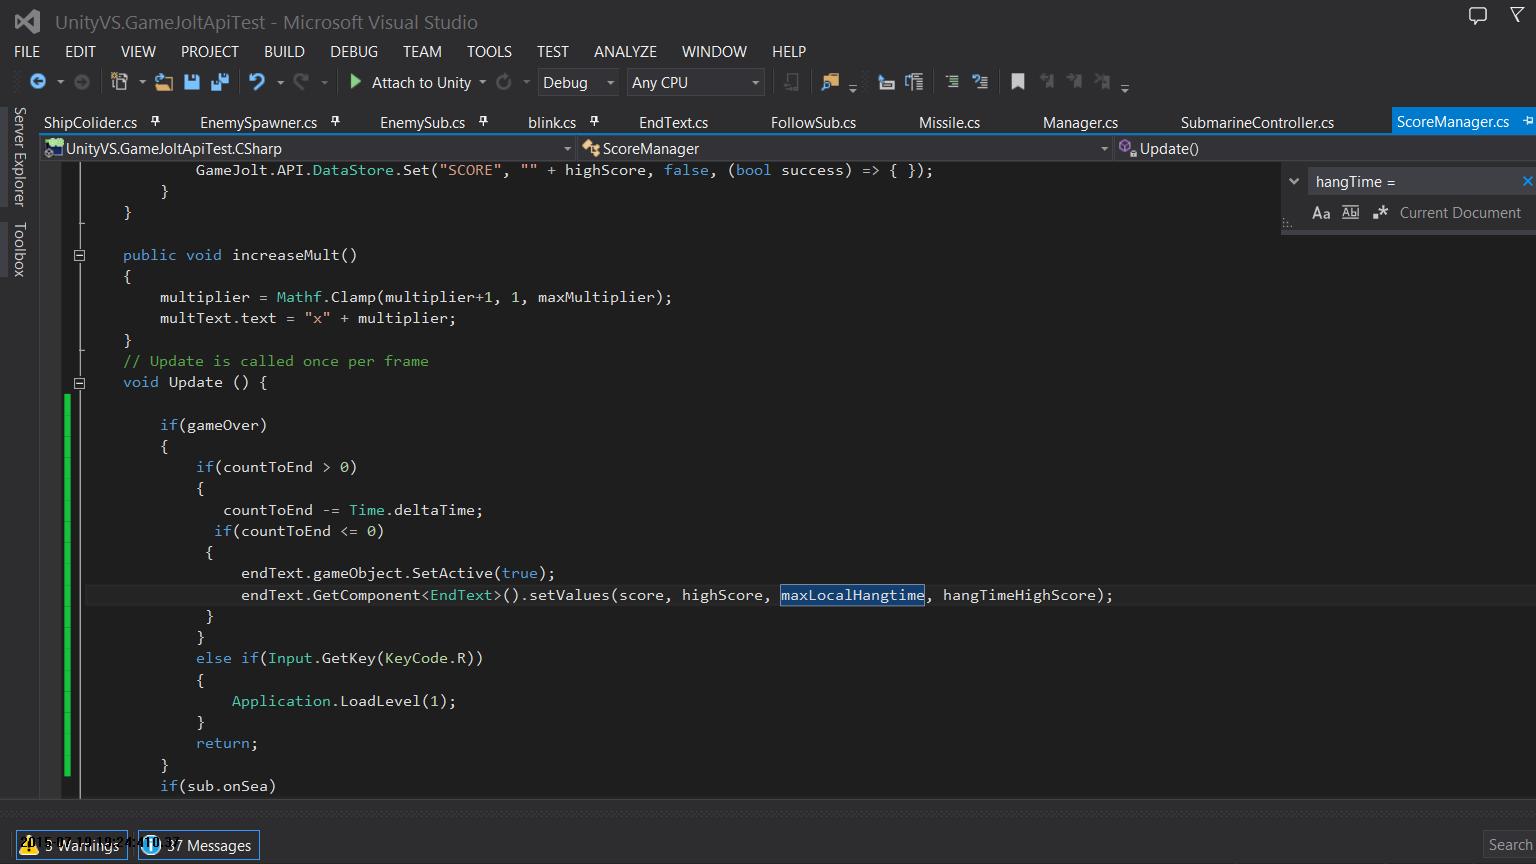 UnityVS.GameJoltApiTest - Microsoft Visual Studio
FILE EDIT VIEW PROJECT BUILD DEBUG TEAM TOOLS TEST ANALYZE WINDOW HELP
Attach to Unity Debug Any CPU
Server Explorer
Toolbox
ShipColider.cs EnemySpawner.cs EnemySub.cs blink.cs EndText.cs FollowSub.cs Missile.cs Manager.cs SubmarineController.cs ScoreManager.cs
UnityVS.GameJoltApiTest.CSharp ScoreManager Update()
hangTime =
Aa Abl .* Current Document
GameJolt.API.DataStore.Set("SCORE", "" + highScore, false, (bool success) => { });
}
}
public void increaseMult()
{
multiplier = Mathf.Clamp(multiplier+1, 1, maxMultiplier);
multText.text = "x" + multiplier;
}
// Update is called once per frame
void Update () {
if(gameOver)
{
if(countToEnd > 0)
{
countToEnd -= Time.deltaTime;
if(countToEnd <= 0)
{
endText.gameObject.SetActive(true);
endText.GetComponent<EndText>().setValues(score, highScore, maxLocalHangtime, hangTimeHighScore);
}
}
else if(Input.GetKey(KeyCode.R))
{
Application.LoadLevel(1);
}
return;
}
if(sub.onSea)
3 Warnings 37 Messages
Search